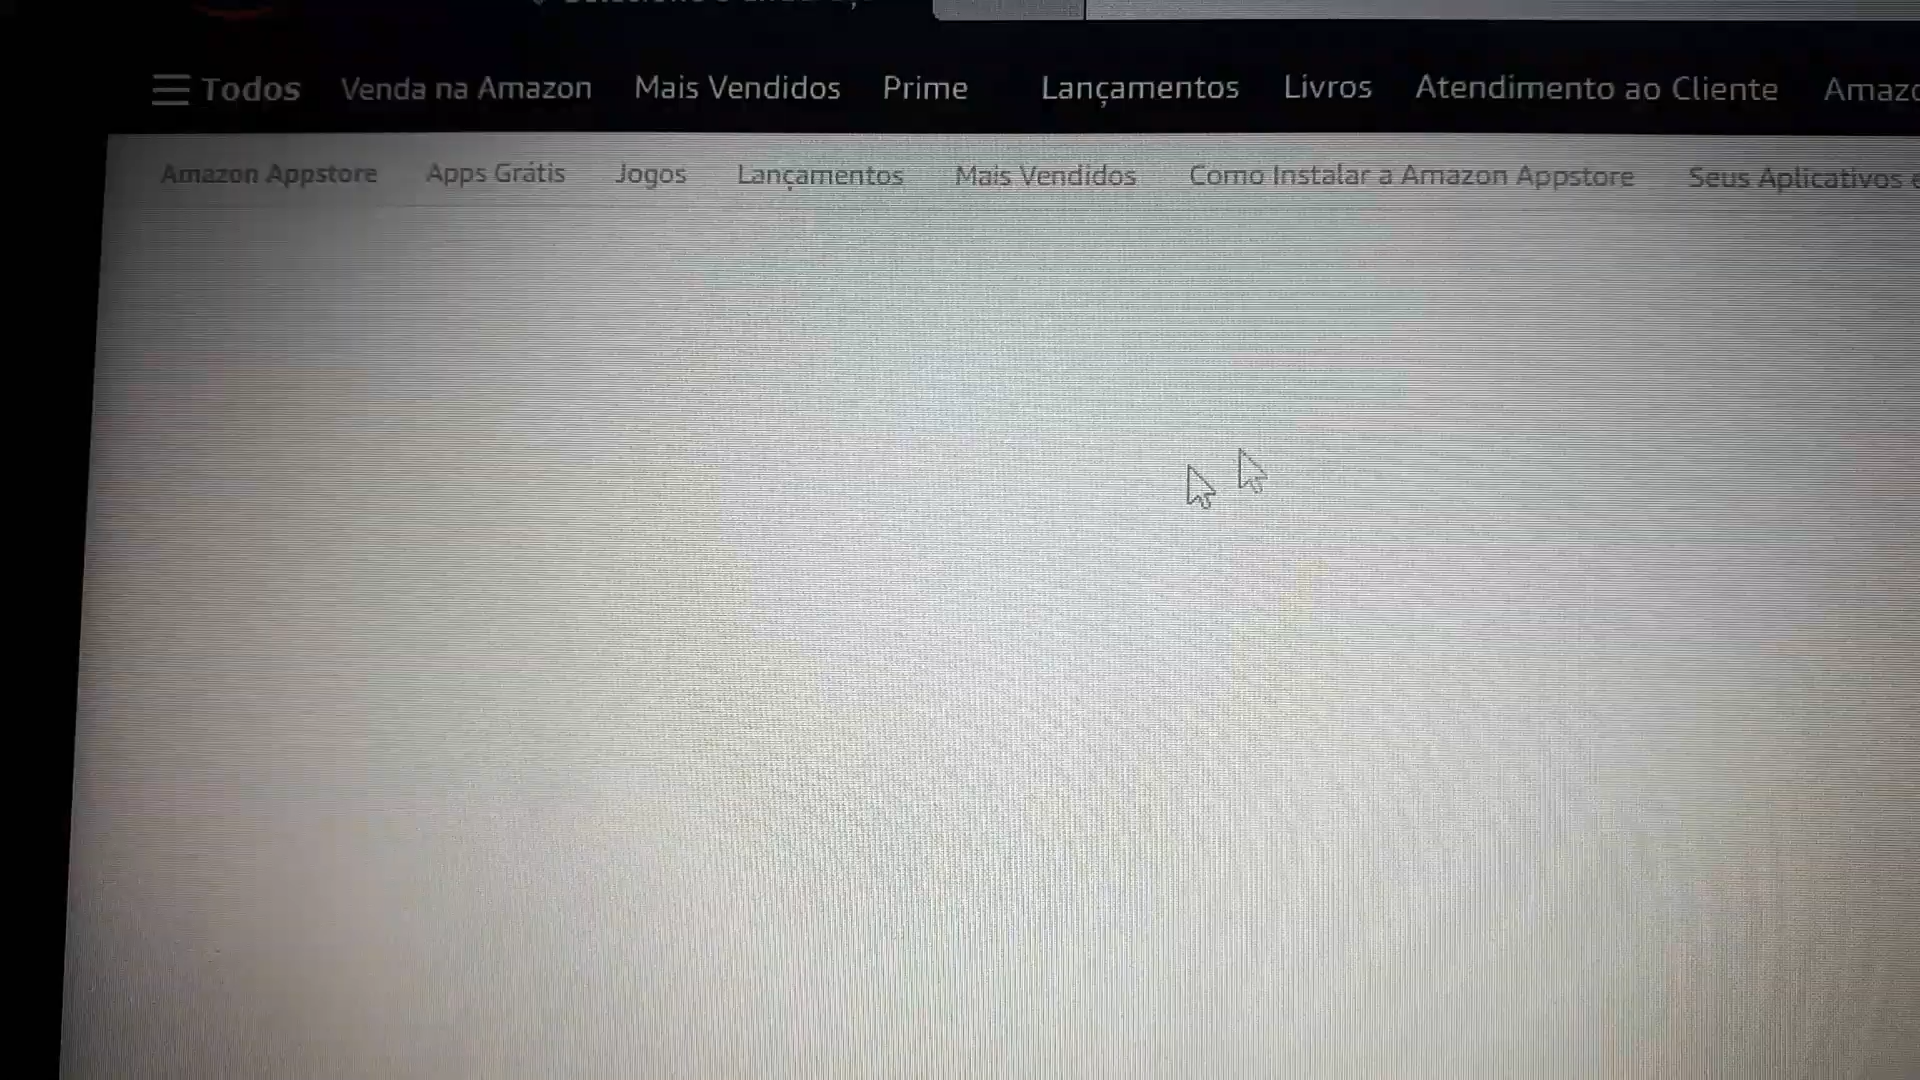 Todos Venda na Amazon Mais Vendidos Prime Lançamentos Livros Atendimento ao Cliente
Amazon Appstore Apps Grátis Jogos Lançamentos Mais Vendidos Como Instalar a Amazon Appstore Seus Aplicativos